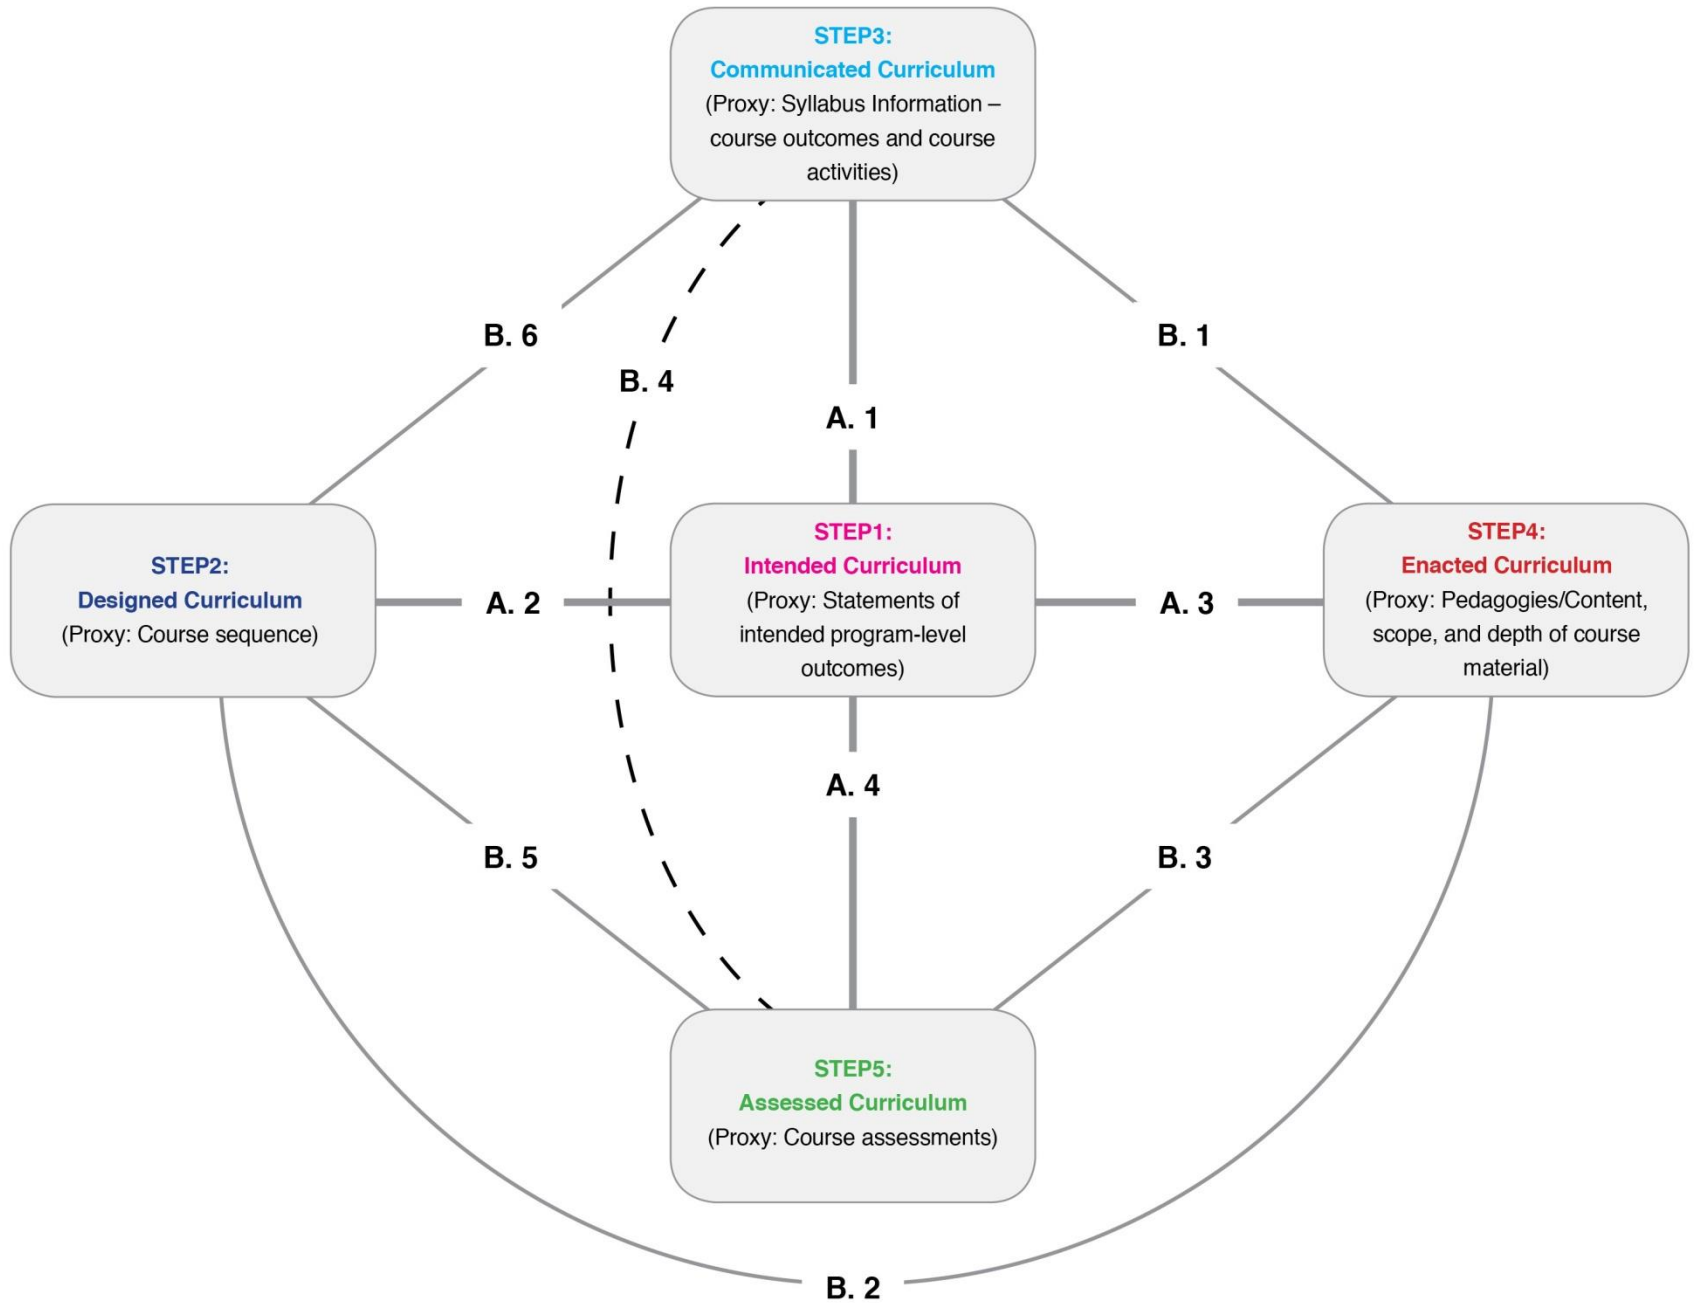 STEP3:
Communicated Curriculum
(Proxy: Syllabus Information –
course outcomes and course
activities)
B. 6
B. 1
B. 4
A. 1
STEP2:
Designed Curriculum
(Proxy: Course sequence)
A. 2
STEP1:
Intended Curriculum
(Proxy: Statements of
intended program-level
outcomes)
A. 3
STEP4:
Enacted Curriculum
(Proxy: Pedagogies/Content,
scope, and depth of course
material)
A. 4
B. 5
B. 3
STEP5:
Assessed Curriculum
(Proxy: Course assessments)
B. 2